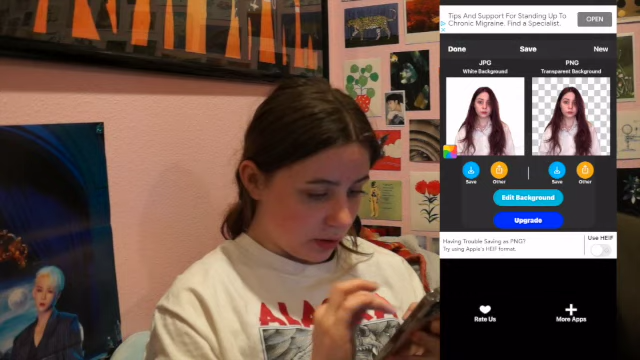 Tips And Support For Standing Up To
Chronic Migraine. Find a Specialist.
OPEN
Done
Save
New
JPG
White Background
PNG
Transparent Background
Save
Other
Save
Other
Edit Background
Upgrade
Having Trouble Saving as PNG?
Try using Apple's HEIF format.
Use HEIF
Rate Us
More Apps